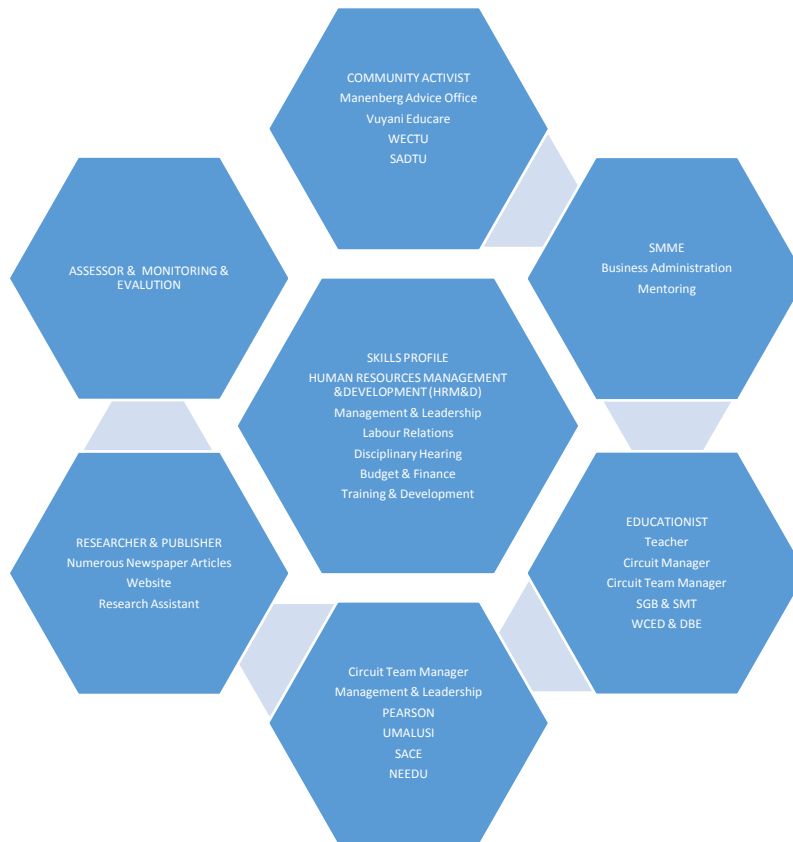 COMMUNITY ACTIVIST
Manenberg Advice Office
Vuyani Educare
WECTU
SADTU
SMME
Business Administration
Mentoring
ASSESSOR & MONITORING &
EVALUTION
SKILLS PROFILE
HUMAN RESOURCES MANAGEMENT
&DEVELOPMENT (HRM&D)
Management & Leadership
Labour Relations
Disciplinary Hearing
Budget & Finance
Training & Development
EDUCATIONIST
Teacher
Circuit Manager
Circuit Team Manager
SGB & SMT
WCED & DBE
RESEARCHER & PUBLISHER
Numerous Newspaper Articles
Website
Research Assistant
Circuit Team Manager
Management & Leadership
PEARSON
UMALUSI
SACE
NEEDU